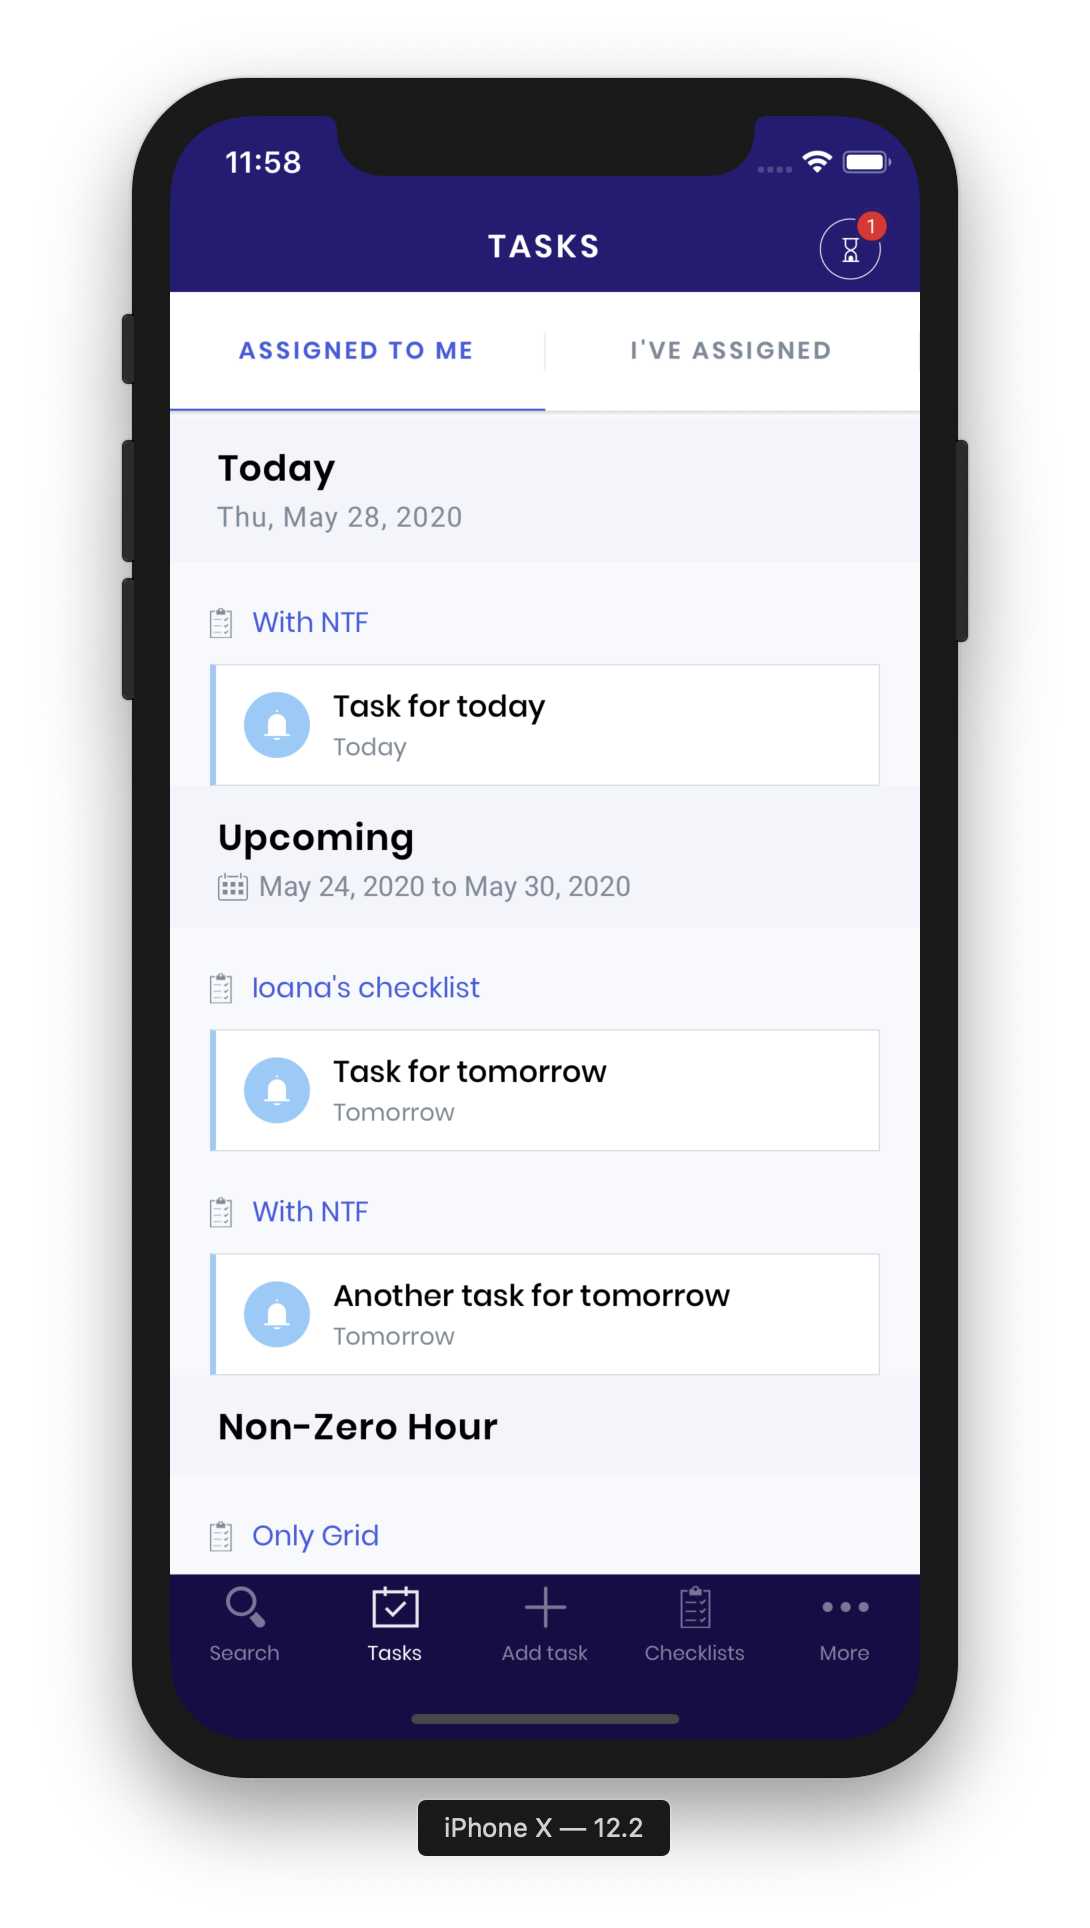 11:58
TASKS
1
ASSIGNED TO ME
I'VE ASSIGNED
Today
Thu, May 28, 2020
With NTF
Task for today
Today
Upcoming
May 24, 2020 to May 30, 2020
Ioana's checklist
Task for tomorrow
Tomorrow
With NTF
Another task for tomorrow
Tomorrow
Non-Zero Hour
Only Grid
Search
Tasks
Add task
Checklists
More
iPhone X — 12.2